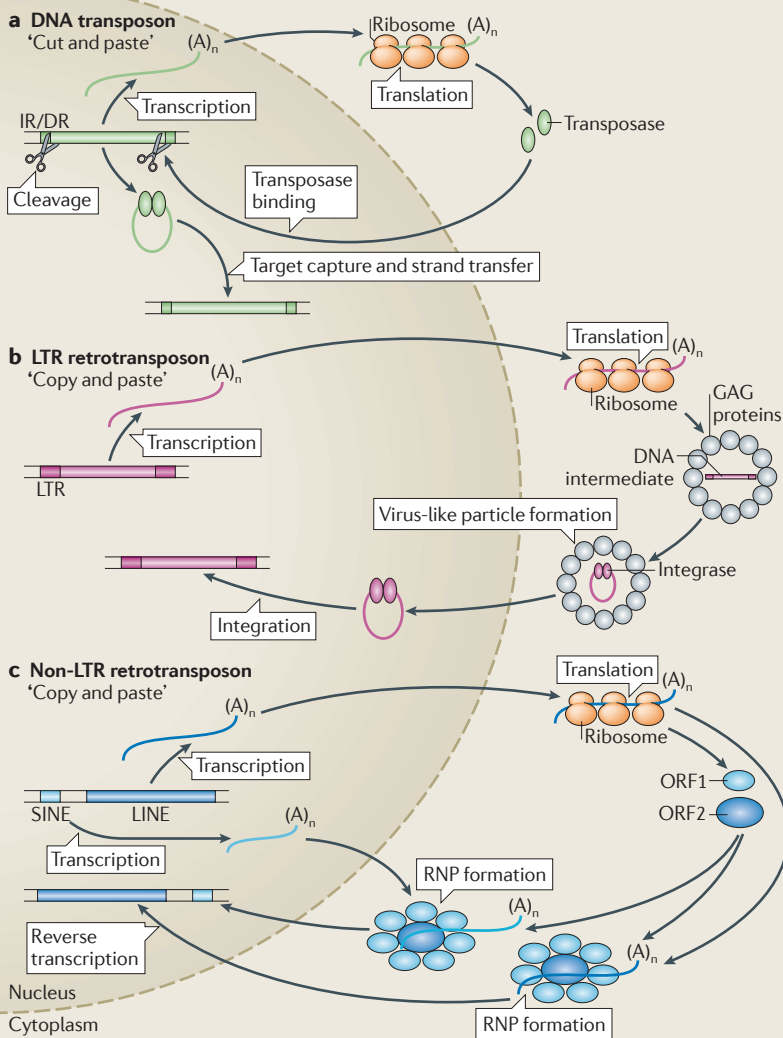 a DNA transposon
'Cut and paste'
(A)n
Ribosome (A)n
Translation
Transcription
IR/DR
Transposase
Cleavage
Transposase
binding
Target capture and strand transfer
b LTR retrotransposon
'Copy and paste'
(A)n
Translation
(A)n
Ribosome
GAG
proteins
Transcription
DNA
intermediate
LTR
Virus-like particle formation
Integrase
Integration
c Non-LTR retrotransposon
'Copy and paste'
(A)n
Translation
(A)n
Ribosome
Transcription
ORF1
SINE LINE
ORF2
(A)n
Transcription
RNP formation
(A)n
Reverse
transcription
(A)n
Nucleus
RNP formation
Cytoplasm